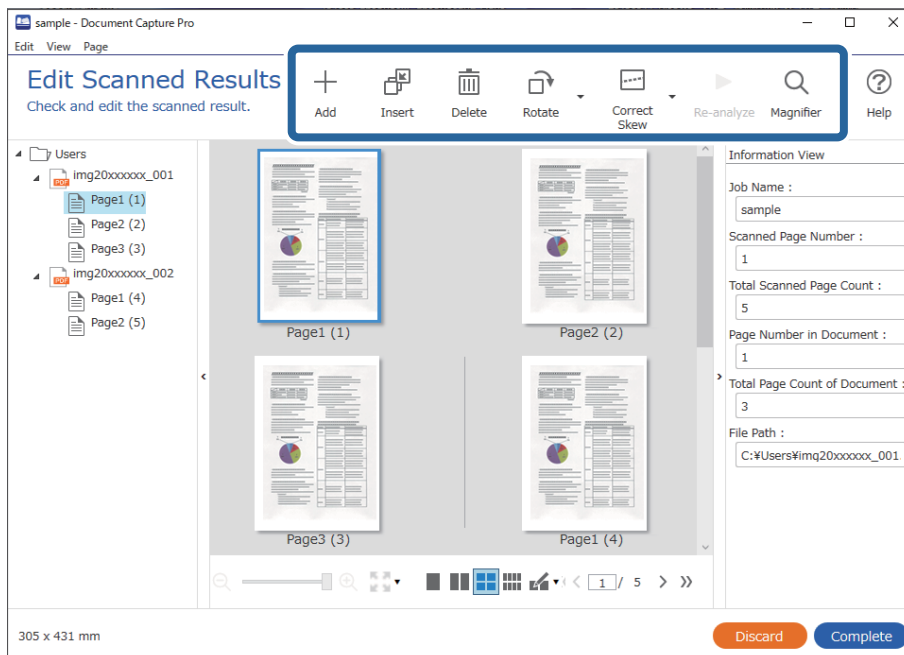 sample - Document Capture Pro
Edit View Page
Edit Scanned Results
Check and edit the scanned result.
Add
Insert
Delete
Rotate
Correct
Skew
Re-analyze
Magnifier
Help
Users
PDF
img20xxxxxx_001
Page1 (1)
Page2 (2)
Page3 (3)
PDF
img20xxxxxx_002
Page1 (4)
Page2 (5)
Page1 (1)
Page2 (2)
Page3 (3)
Page1 (4)
1 / 5
Information View
Job Name :
sample
Scanned Page Number :
1
Total Scanned Page Count :
5
Page Number in Document :
1
Total Page Count of Document :
3
File Path :
C:¥Users¥img20xxxxxx_001.
305 x 431 mm
Discard
Complete